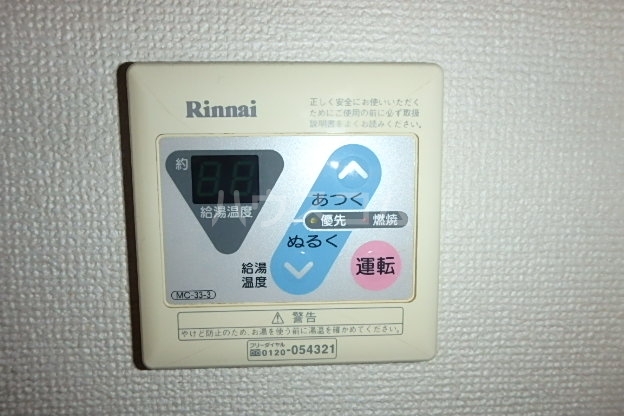 Rinnai
正しく安全にお使いいただく
ためにご使用の前に必ず取扱
説明書をよくお読みください。
約
給湯温度
あつく
優先 燃焼
ぬるく
給湯
温度
運転
MC-33-3
⚠警告
やけど防止のため、お湯を使う前に湯温を確かめてください。
フリーダイヤル
0120-054321